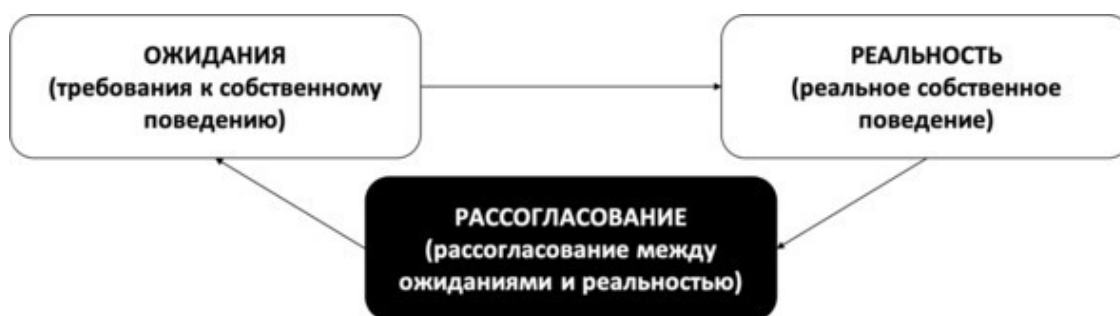 ОЖИДАНИЯ
(требования к собственному
поведению)
РЕАЛЬНОСТЬ
(реальное собственное
поведение)
РАССОГЛАСОВАНИЕ
(рассогласование между
ожиданиями и реальностью)